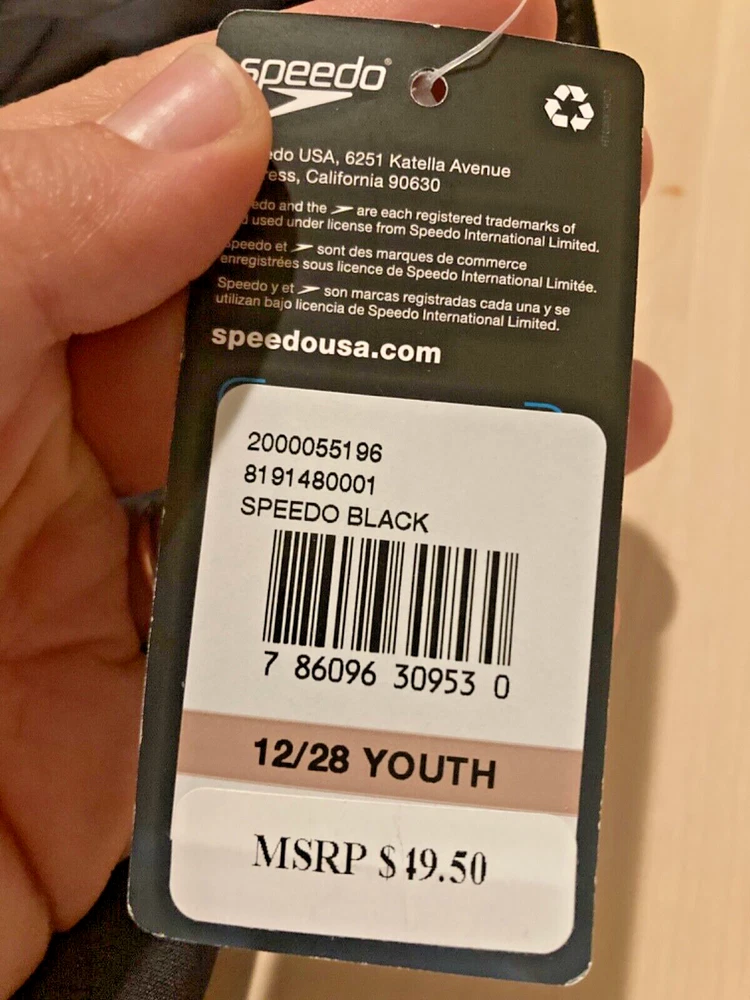 speedo®
edo USA, 6251 Katella Avenue
ress, California 90630
edo and the are each registered trademarks of
used under license from Speedo International Limited.
Speedo et sont des marques de commerce
enregistrées sous licence de Speedo International Limitée.
Speedo y et son marcas registradas cada una y se
utilizan bajo licencia de Speedo International Limited.
speedousa.com
2000055196
8191480001
SPEEDO BLACK
7 86096 30953 0
12/28 YOUTH
MSRP $49.50